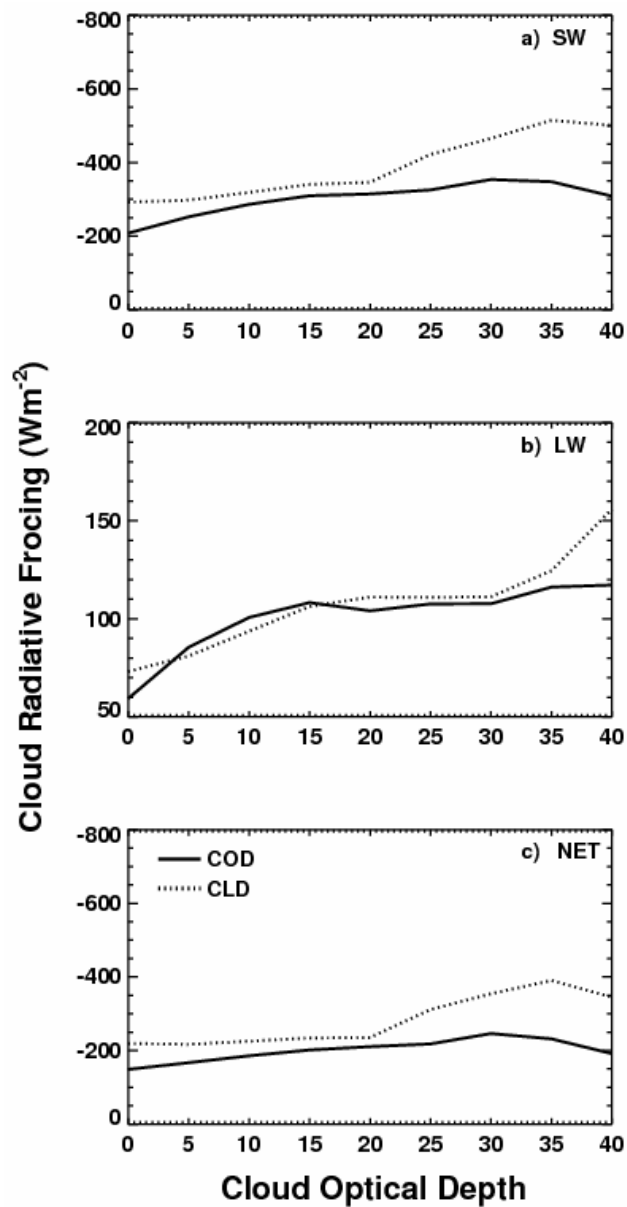 -800
a) SW
-600
-400
-200
0
0 5 10 15 20 25 30 35 40
200
b) LW
150
100
50
0 5 10 15 20 25 30 35 40
-800
COD
c) NET
CLD
-600
-400
-200
0
0 5 10 15 20 25 30 35 40
Cloud Radiative Frocing (Wm⁻²)
Cloud Optical Depth